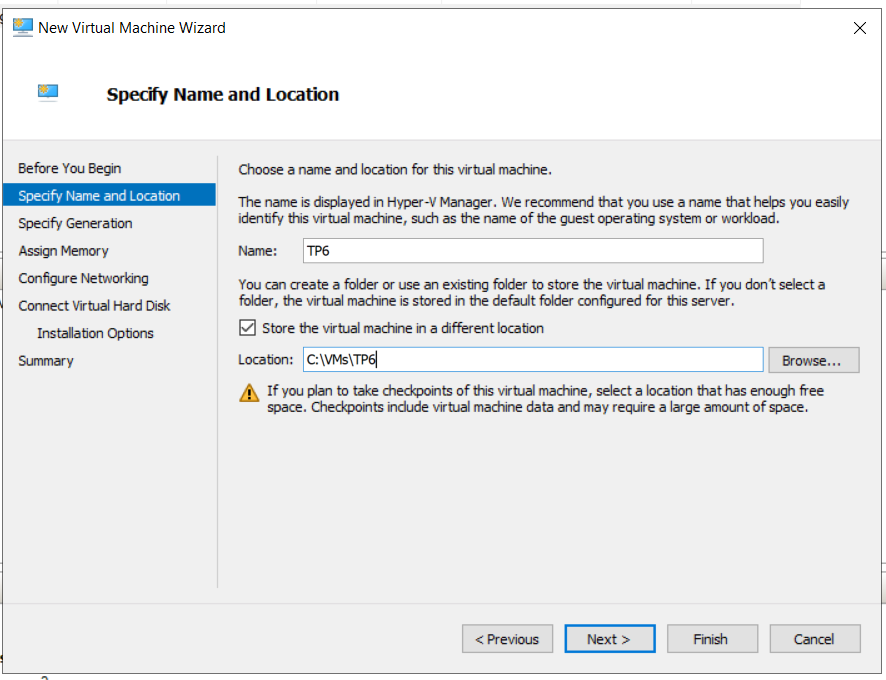 New Virtual Machine Wizard
Specify Name and Location
Before You Begin
Specify Name and Location
Specify Generation
Assign Memory
Configure Networking
Connect Virtual Hard Disk
Installation Options
Summary
Choose a name and location for this virtual machine.
The name is displayed in Hyper-V Manager. We recommend that you use a name that helps you easily
identify this virtual machine, such as the name of the guest operating system or workload.
Name: TP6
You can create a folder or use an existing folder to store the virtual machine. If you don't select a
folder, the virtual machine is stored in the default folder configured for this server.
Store the virtual machine in a different location
Location: C:\VMs\TP6 Browse...
If you plan to take checkpoints of this virtual machine, select a location that has enough free
space. Checkpoints include virtual machine data and may require a large amount of space.
< Previous Next > Finish Cancel